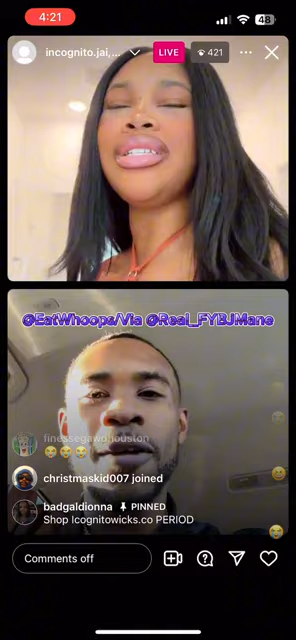 4:21
48
incognito.jai,...
LIVE
421
@EatWhoops/Via @Real_FYBJMane
finessegawdhouston
christmaskid007 joined
badgaldionna PINNED
Shop Icognitowicks.co PERIOD
Comments off